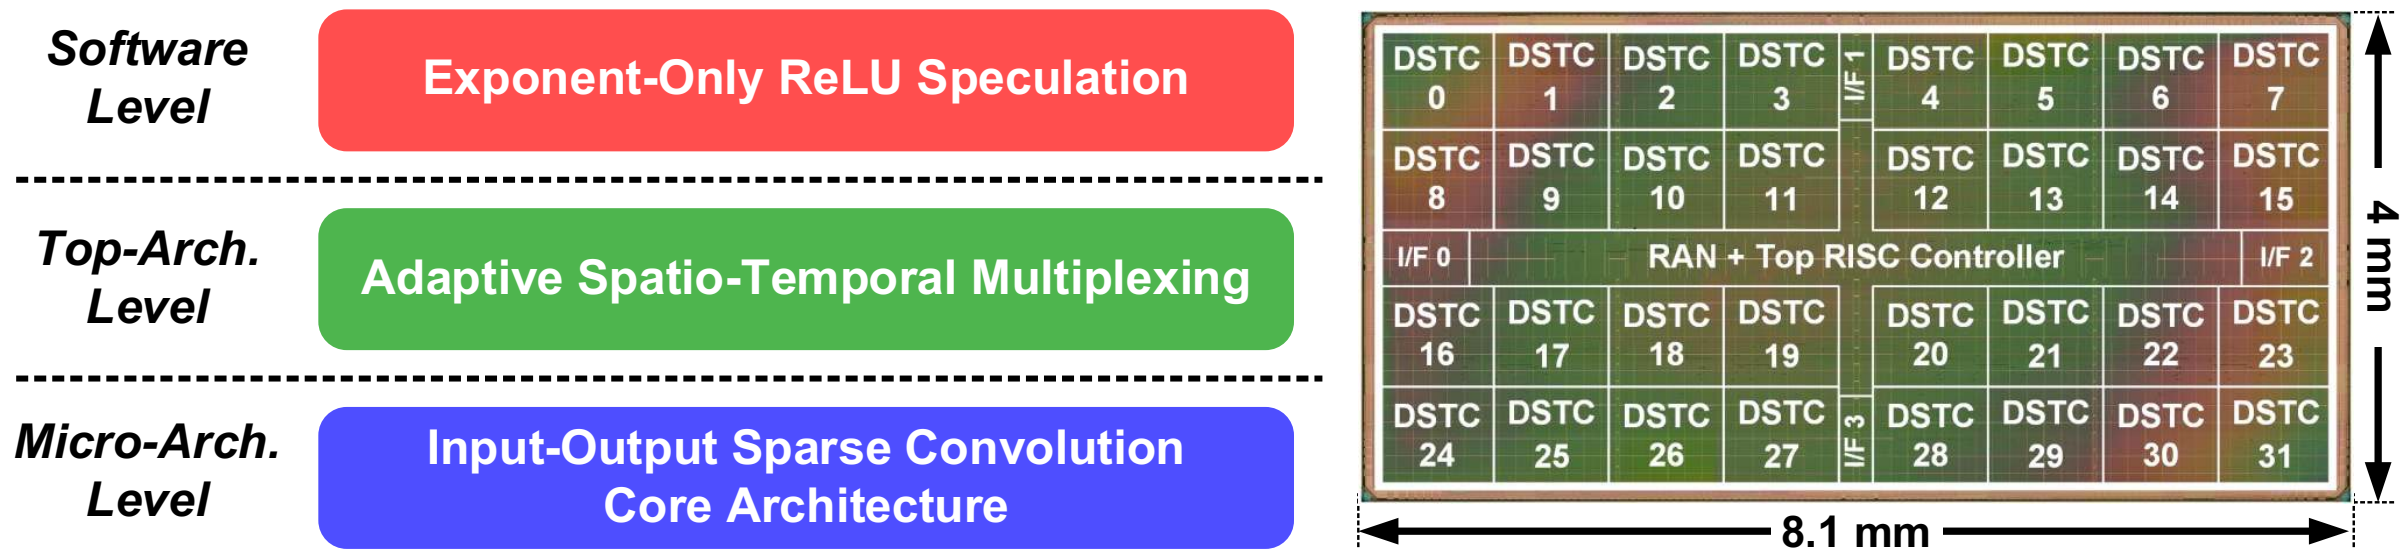 Software
Level
Exponent-Only ReLU Speculation
Top-Arch.
Level
Adaptive Spatio-Temporal Multiplexing
Micro-Arch.
Level
Input-Output Sparse Convolution
Core Architecture
DSTC DSTC DSTC DSTC I/F 1 DSTC DSTC DSTC DSTC
0 1 2 3 4 5 6 7
DSTC DSTC DSTC DSTC DSTC DSTC DSTC DSTC
8 9 10 11 12 13 14 15
I/F 0 RAN + Top RISC Controller I/F 2
DSTC DSTC DSTC DSTC DSTC DSTC DSTC DSTC
16 17 18 19 20 21 22 23
DSTC DSTC DSTC DSTC I/F 3 DSTC DSTC DSTC DSTC
24 25 26 27 28 29 30 31
4 mm
8.1 mm